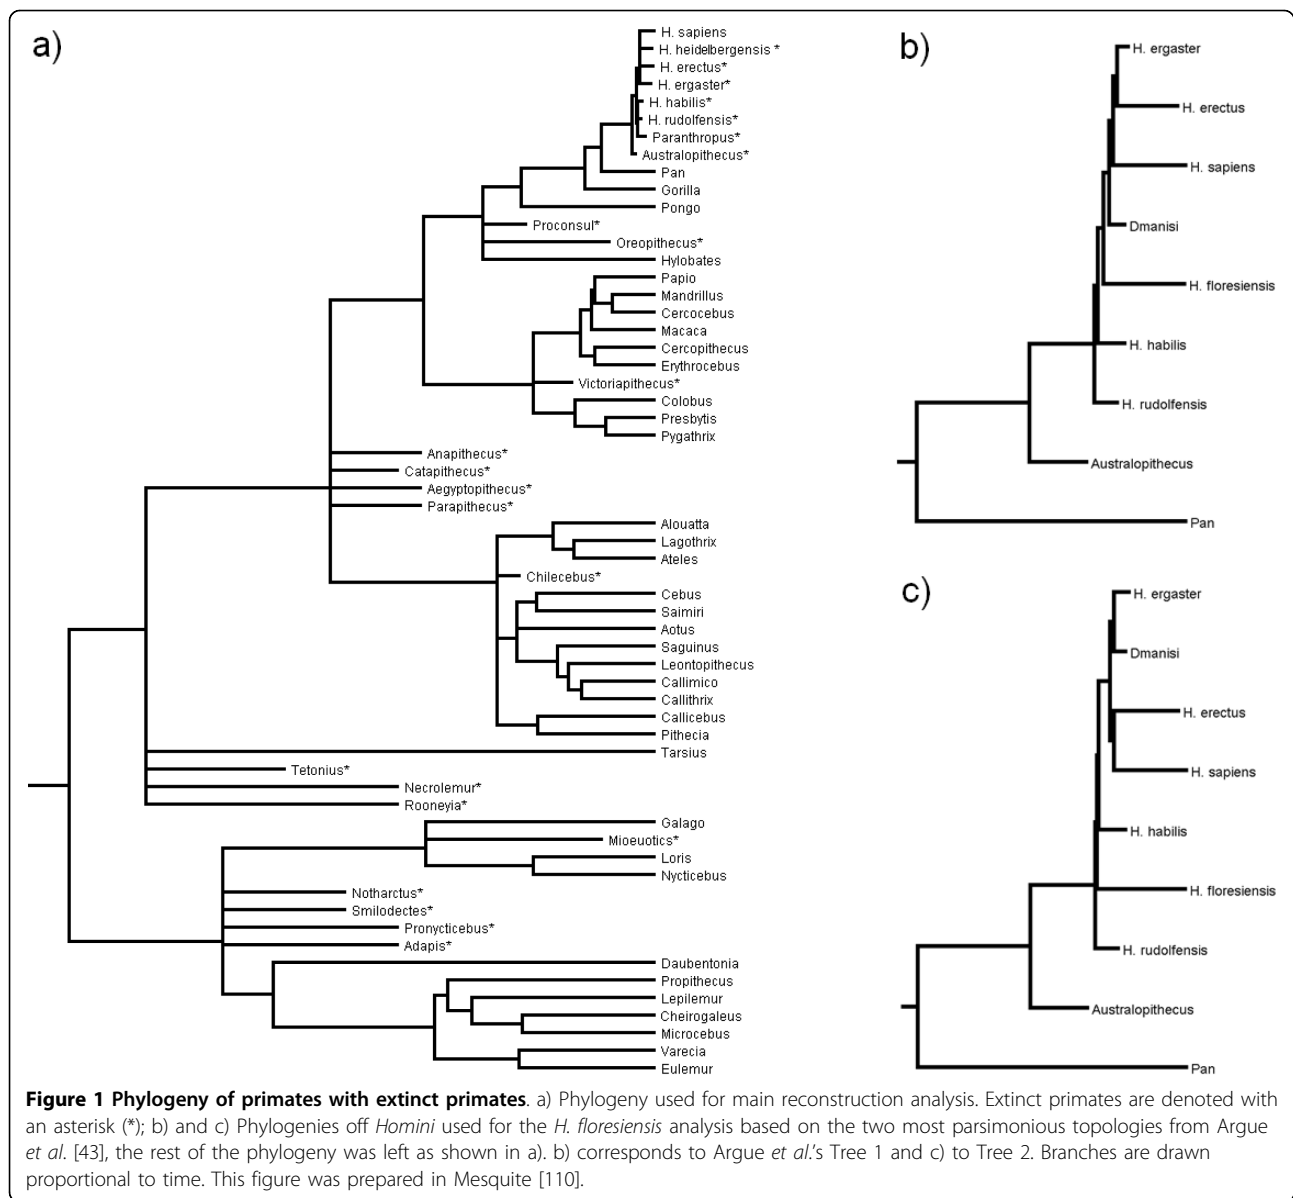 a)
H. sapiens
H. heidelbergensis *
H. erectus*
H. ergaster*
H. habilis*
H. rudolfensis*
Paranthropus*
Australopithecus*
Pan
Gorilla
Pongo
Proconsul*
Oreopithecus*
Hylobates
Papio
Mandrillus
Cercocebus
Macaca
Cercopithecus
Erythrocebus
Victoriapithecus*
Colobus
Presbytis
Pygathrix
Anapithecus*
Catapithecus*
Aegyptopithecus*
Parapithecus*
Alouatta
Lagothrix
Ateles
Chilecebus*
Cebus
Saimiri
Aotus
Saguinus
Leontopithecus
Callimico
Callithrix
Callicebus
Pithecia
Tarsius
Tetonius*
Necrolemur*
Rooneyia*
Galago
Mioeuotics*
Loris
Nycticebus
Notharctus*
Smilodectes*
Pronycticebus*
Adapis*
Daubentonia
Propithecus
Lepilemur
Cheirogaleus
Microcebus
Varecia
Eulemur
b)
H. ergaster
H. erectus
H. sapiens
Dmanisi
H. floresiensis
H. habilis
H. rudolfensis
Australopithecus
Pan
c)
H. ergaster
Dmanisi
H. erectus
H. sapiens
H. habilis
H. floresiensis
H. rudolfensis
Australopithecus
Pan
Figure 1 Phylogeny of primates with extinct primates. a) Phylogeny used for main reconstruction analysis. Extinct primates are denoted with
an asterisk (*); b) and c) Phylogenies off Homini used for the H. floresiensis analysis based on the two most parsimonious topologies from Argue
et al. [43], the rest of the phylogeny was left as shown in a). b) corresponds to Argue et al.'s Tree 1 and c) to Tree 2. Branches are drawn
proportional to time. This figure was prepared in Mesquite [110].